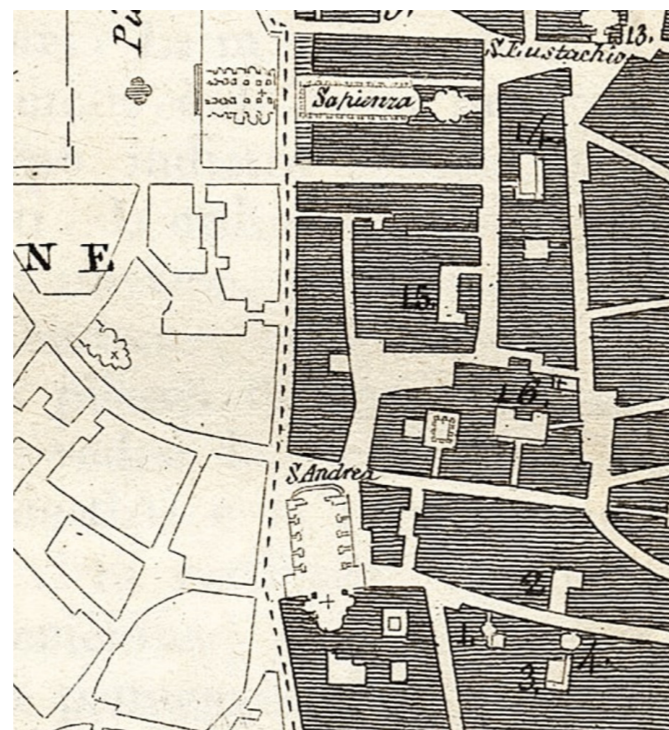 13.
S. Eustachio
Sapienza
14.
N E
15.
16.
S. Andrea
2
1.
4.
3.